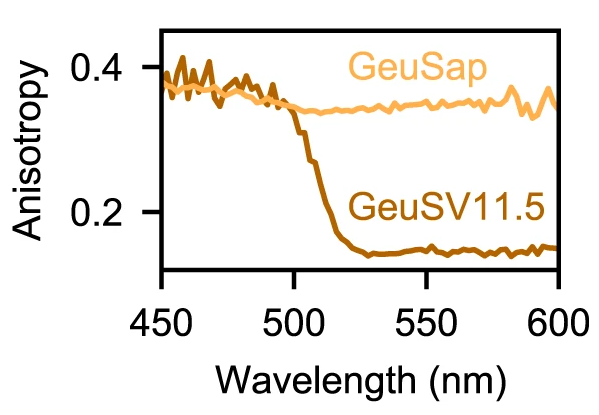 Anisotropy
0.4
0.2
GeuSap
GeuSV11.5
450 500 550 600
Wavelength (nm)